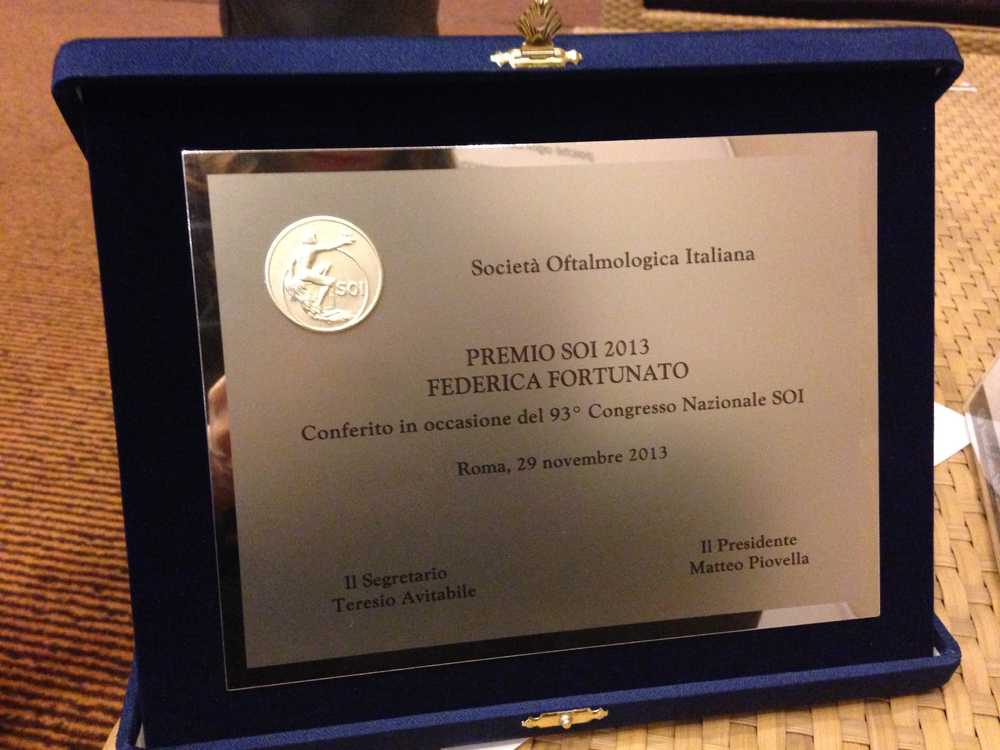 SOI
Società Oftalmologica Italiana
PREMIO SOI 2013
FEDERICA FORTUNATO
Conferito in occasione del 93° Congresso Nazionale SOI
Roma, 29 novembre 2013
Il Presidente
Matteo Piovella
Il Segretario
Teresio Avitabile